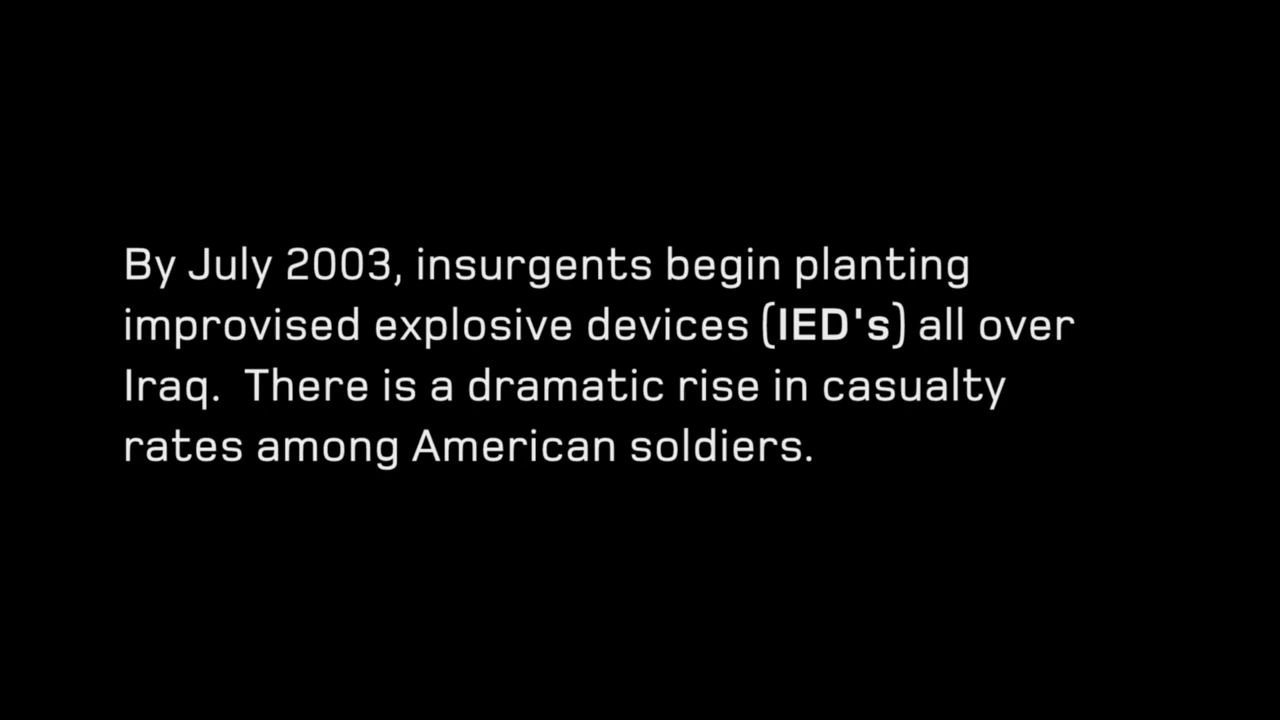 By July 2003, insurgents begin planting
improvised explosive devices (IED's) all over
Iraq.  There is a dramatic rise in casualty
rates among American soldiers.